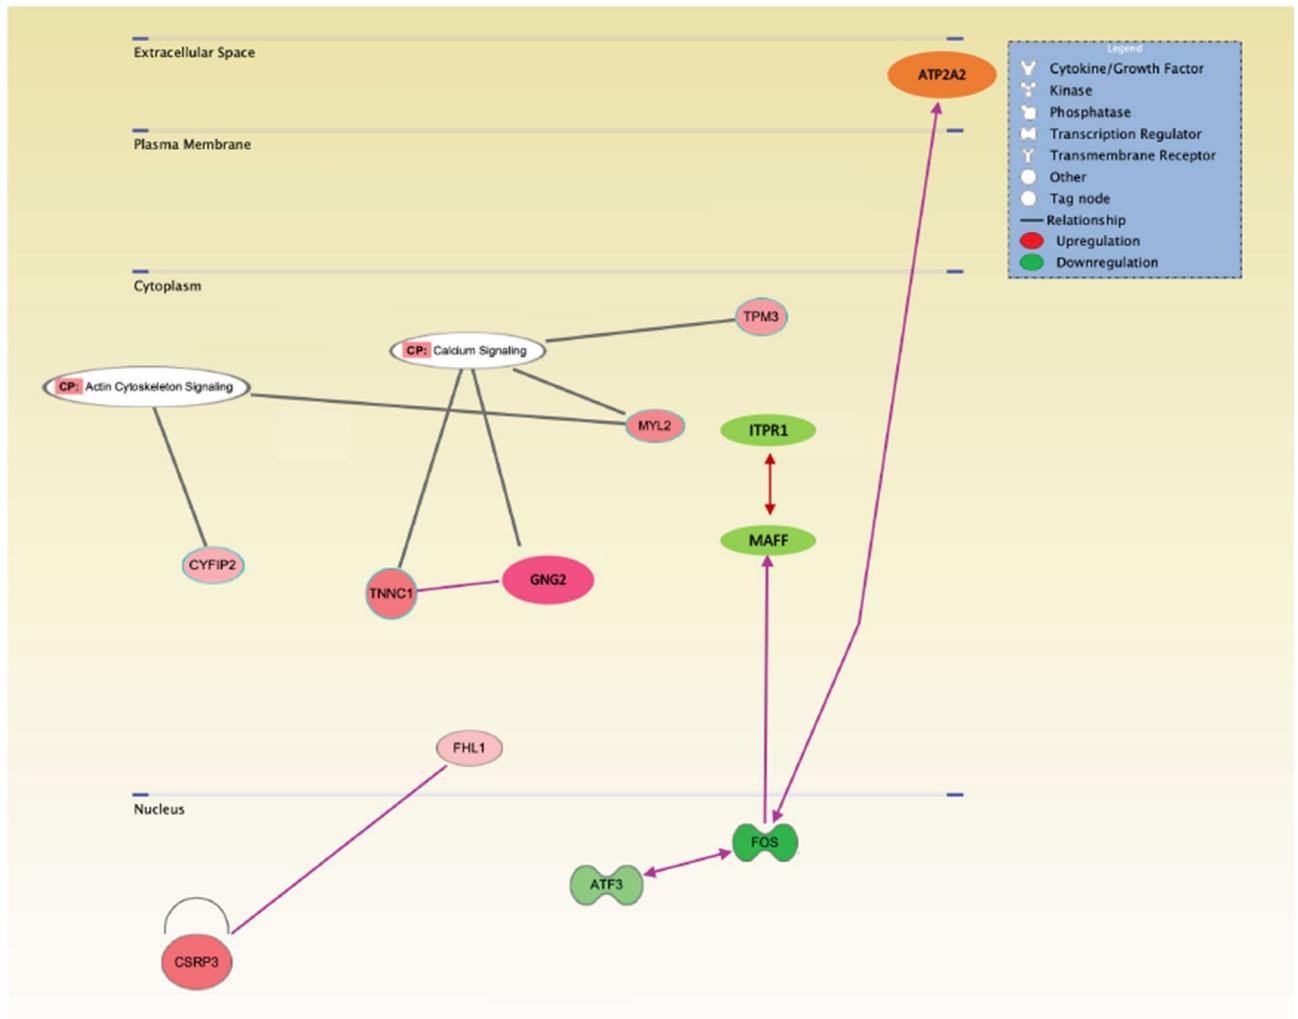 Extracellular Space
ATP2A2
Legend
Cytokine/Growth Factor
Kinase
Phosphatase
Transcription Regulator
Transmembrane Receptor
Other
Tag node
Relationship
Upregulation
Downregulation
Plasma Membrane
Cytoplasm
TPM3
CP: Calcium Signaling
CP: Actin Cytoskeleton Signaling
MYL2
ITPR1
MAFF
CYFIP2
TNNC1
GNG2
FHL1
Nucleus
FOS
ATF3
CSRP3